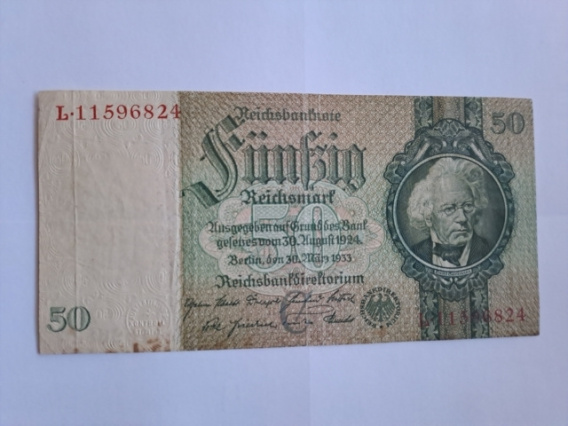 L·11596824
Reichsbanknote
50
Fünfzig
Reichsmark
50
Ausgegeben auf Grund des Bank-
gesetzes vom 30. August 1924
Berlin, den 30. März 1933
Reichsbankdirektorium
50
L·11596824